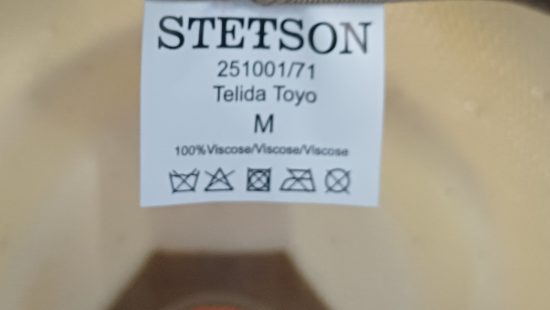 STETSON
251001/71
Telida Toyo
M
100%Viscose/Viscose/Viscose